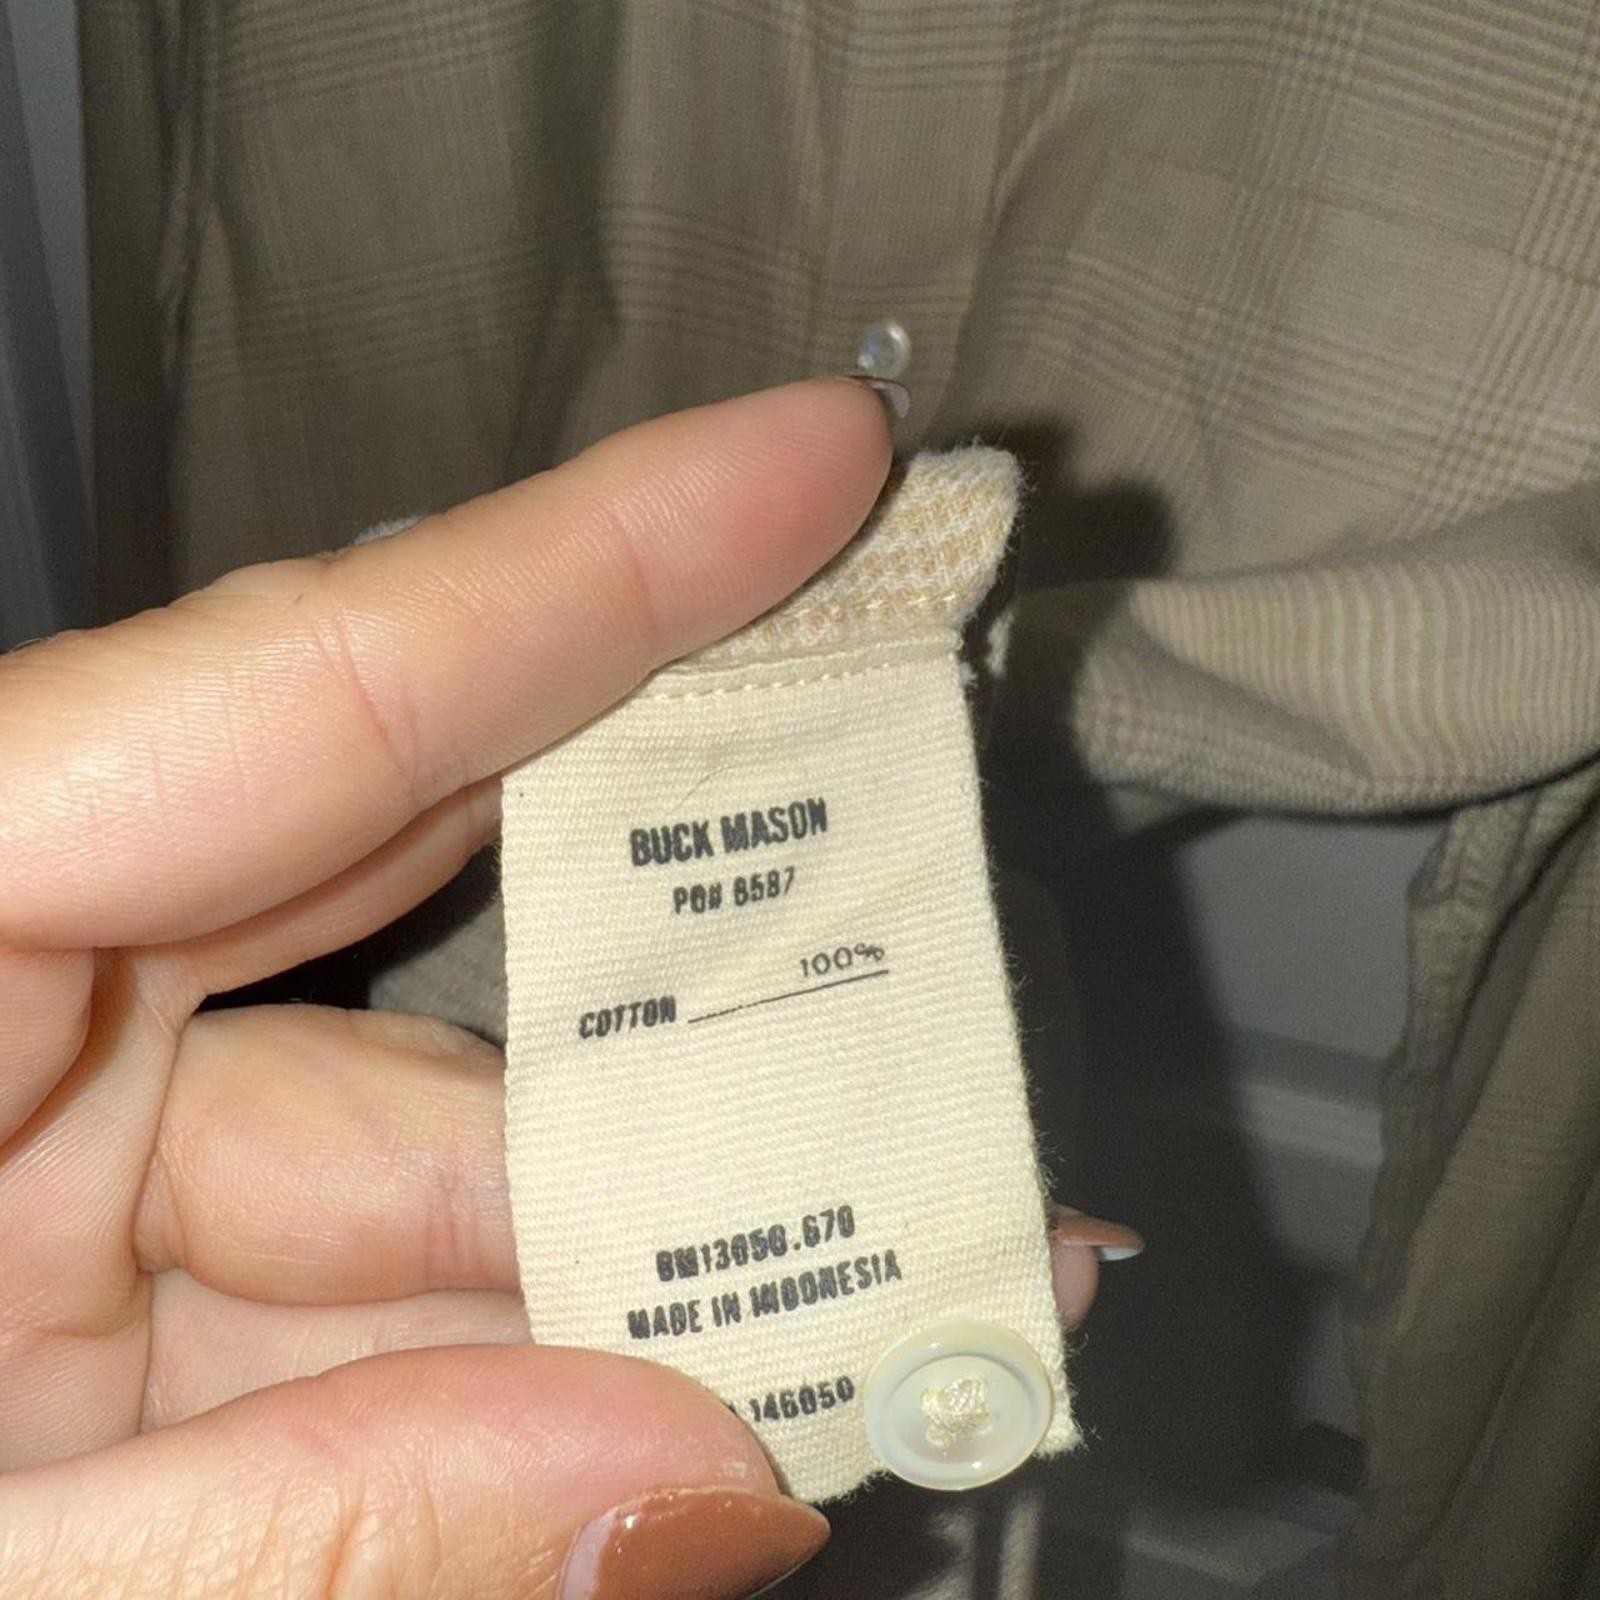 BUCK MASON
PO# 6587
100%
COTTON
BM13050.670
MADE IN INDONESIA
146050